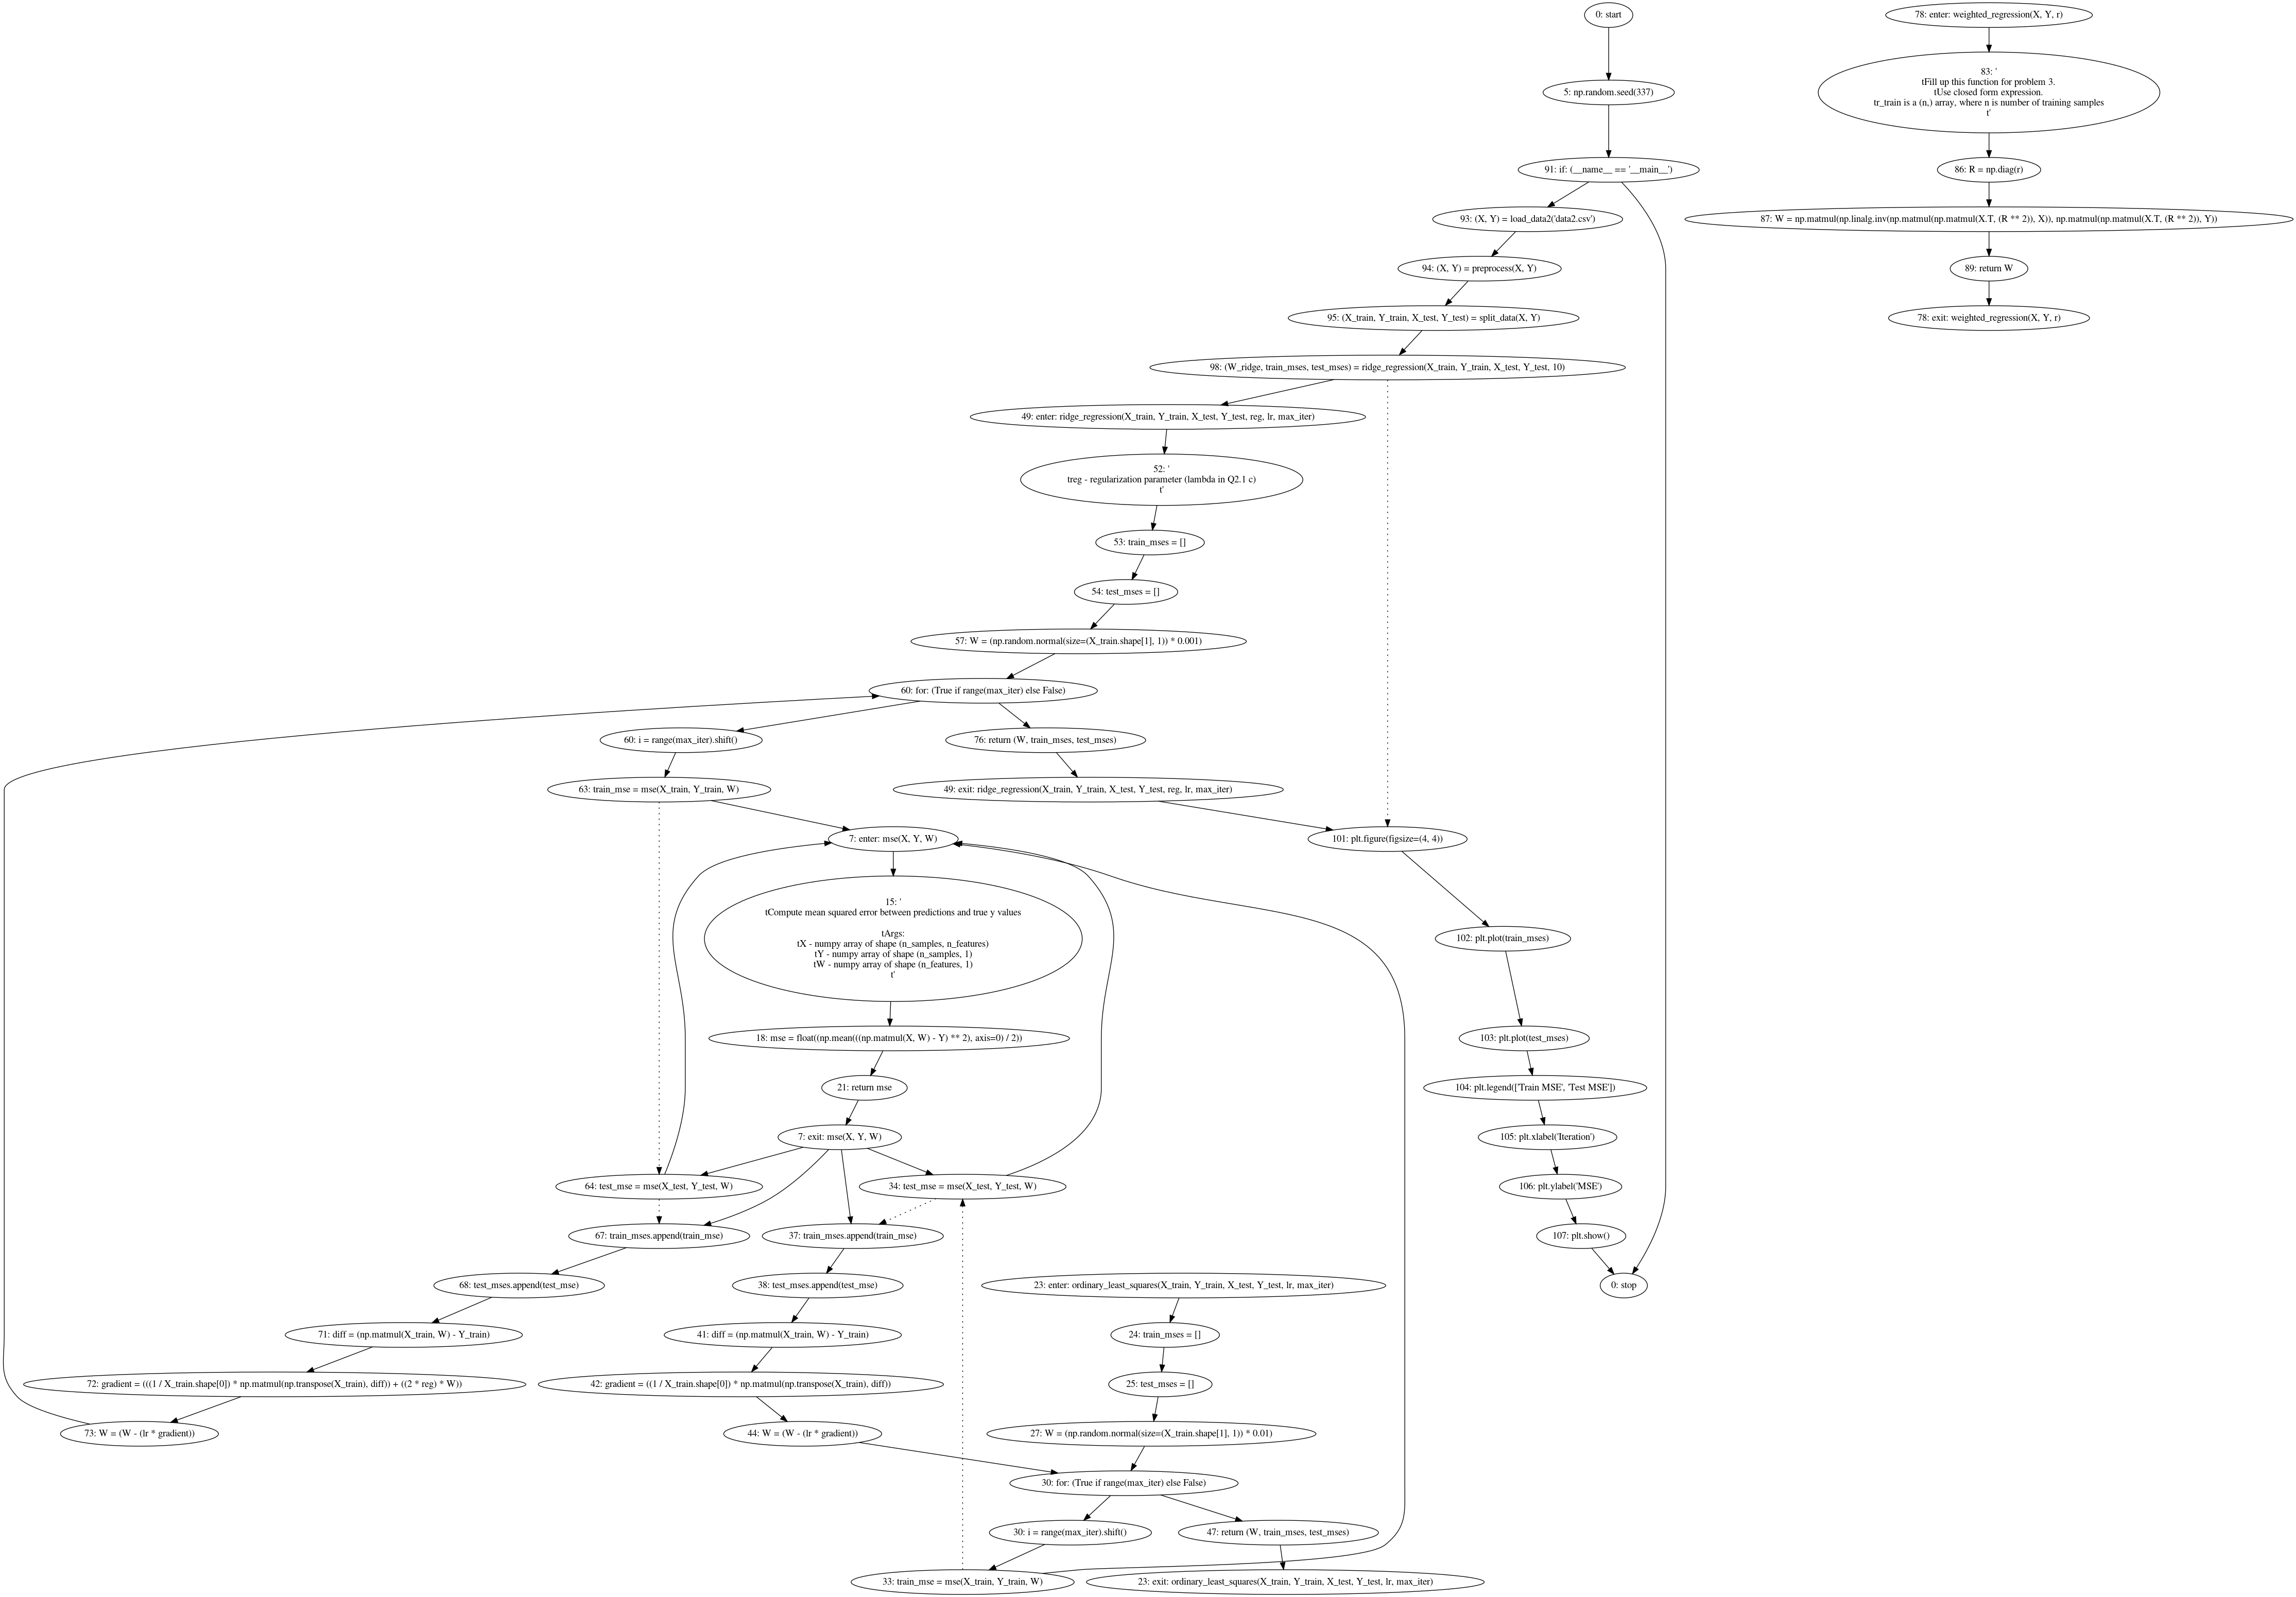 0: start
5: np.random.seed(337)
91: if: (__name__ == '__main__')
93: (X, Y) = load_data2('data2.csv')
94: (X, Y) = preprocess(X, Y)
95: (X_train, Y_train, X_test, Y_test) = split_data(X, Y)
98: (W_ridge, train_mses, test_mses) = ridge_regression(X_train, Y_train, X_test, Y_test, 10)
49: enter: ridge_regression(X_train, Y_train, X_test, Y_test, reg, lr, max_iter)
52: '
treg - regularization parameter (lambda in Q2.1 c)
t'
53: train_mses = []
54: test_mses = []
57: W = (np.random.normal(size=(X_train.shape[1], 1)) * 0.001)
60: for: (True if range(max_iter) else False)
60: i = range(max_iter).shift()
76: return (W, train_mses, test_mses)
63: train_mse = mse(X_train, Y_train, W)
49: exit: ridge_regression(X_train, Y_train, X_test, Y_test, reg, lr, max_iter)
7: enter: mse(X, Y, W)
101: plt.figure(figsize=(4, 4))
15: '
tCompute mean squared error between predictions and true y values
tArgs:
tX - numpy array of shape (n_samples, n_features)
tY - numpy array of shape (n_samples, 1)
tW - numpy array of shape (n_features, 1)
t'
102: plt.plot(train_mses)
18: mse = float((np.mean(((np.matmul(X, W) - Y) ** 2), axis=0) / 2))
103: plt.plot(test_mses)
21: return mse
104: plt.legend(['Train MSE', 'Test MSE'])
7: exit: mse(X, Y, W)
105: plt.xlabel('Iteration')
64: test_mse = mse(X_test, Y_test, W)
34: test_mse = mse(X_test, Y_test, W)
106: plt.ylabel('MSE')
67: train_mses.append(train_mse)
37: train_mses.append(train_mse)
107: plt.show()
68: test_mses.append(test_mse)
38: test_mses.append(test_mse)
23: enter: ordinary_least_squares(X_train, Y_train, X_test, Y_test, lr, max_iter)
0: stop
71: diff = (np.matmul(X_train, W) - Y_train)
41: diff = (np.matmul(X_train, W) - Y_train)
24: train_mses = []
72: gradient = (((1 / X_train.shape[0]) * np.matmul(np.transpose(X_train), diff)) + ((2 * reg) * W))
42: gradient = ((1 / X_train.shape[0]) * np.matmul(np.transpose(X_train), diff))
25: test_mses = []
73: W = (W - (lr * gradient))
44: W = (W - (lr * gradient))
27: W = (np.random.normal(size=(X_train.shape[1], 1)) * 0.01)
30: for: (True if range(max_iter) else False)
30: i = range(max_iter).shift()
47: return (W, train_mses, test_mses)
33: train_mse = mse(X_train, Y_train, W)
23: exit: ordinary_least_squares(X_train, Y_train, X_test, Y_test, lr, max_iter)
78: enter: weighted_regression(X, Y, r)
83: '
tFill up this function for problem 3.
tUse closed form expression.
tr_train is a (n,) array, where n is number of training samples
t'
86: R = np.diag(r)
87: W = np.matmul(np.linalg.inv(np.matmul(np.matmul(X.T, (R ** 2)), X)), np.matmul(np.matmul(X.T, (R ** 2)), Y))
89: return W
78: exit: weighted_regression(X, Y, r)